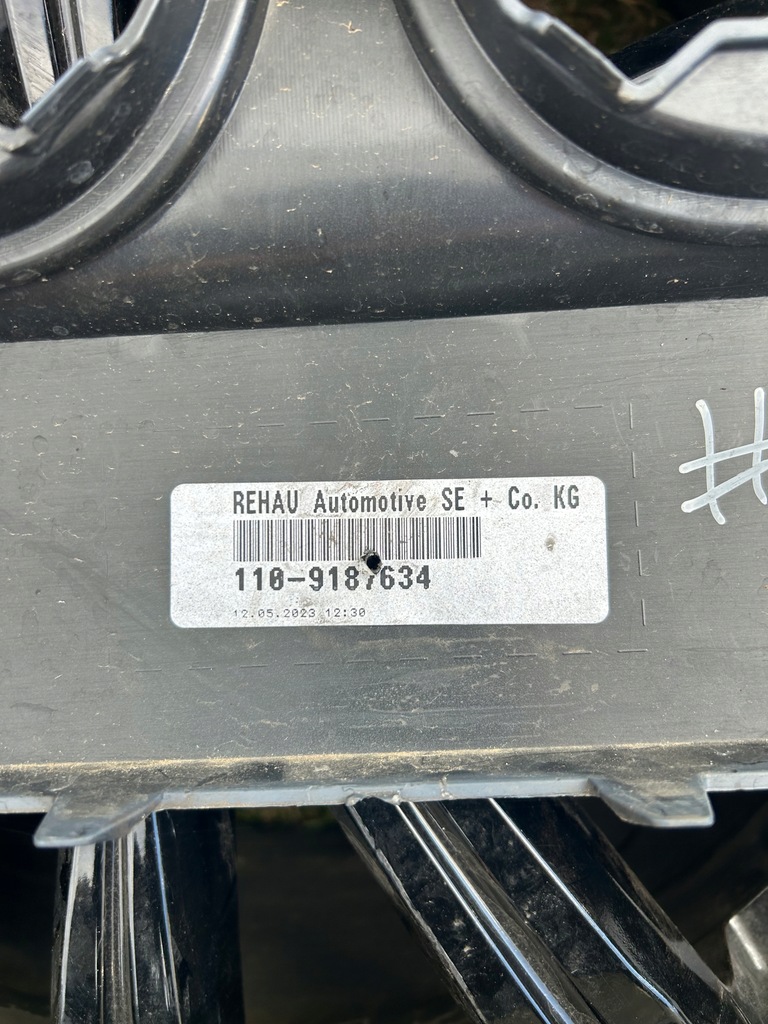 REHAU Automotive SE + Co. KG
110-9187634
12.05.2023 12:30
#